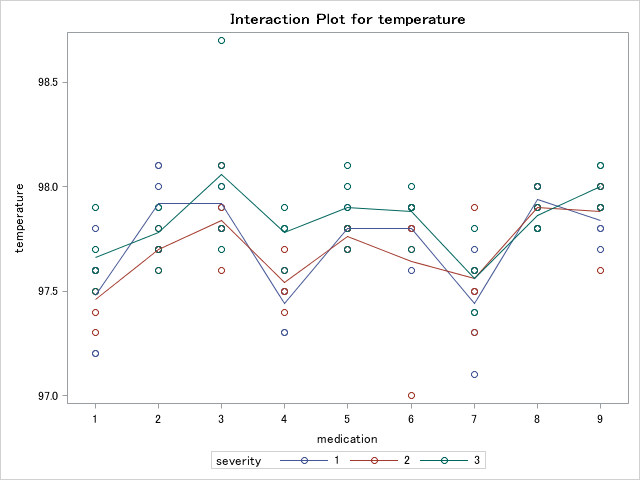 Interaction Plot for temperature
98.5
98.0
97.5
97.0
temperature
1 2 3 4 5 6 7 8 9
medication
severity 1 2 3